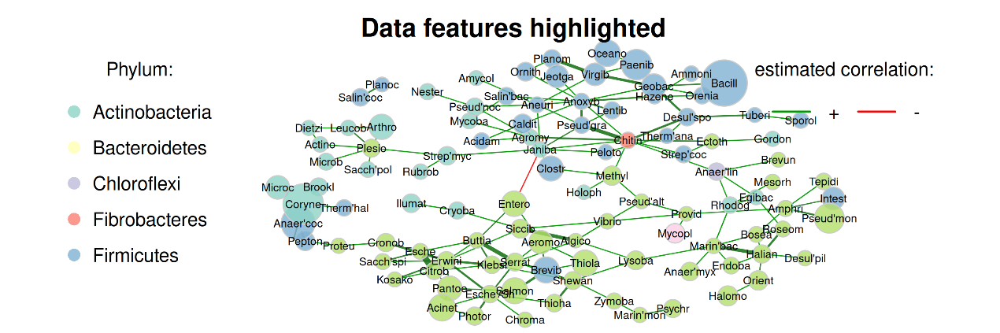 Data features highlighted
Phylum:
Actinobacteria
Bacteroidetes
Chloroflexi
Fibrobacteres
Firmicutes
estimated correlation:
+
-
Oceano
Planom
Paenib
Ornith
Jeotga
Virgib
Ammoni
Bacill
Amycol
Planoc
Geobac
Nester
Salin'coc
Salin'bac
Hazene
Orenia
Pseud'noc
Aneuri
Anoxyb
Lentib
Mycoba
Caldit
Pseud'gra
Desul'spo
Tuberi
Sporol
Dietzi
Leucob
Arthro
Actino
Plesio
Acidam
Agromy
Chitin
Therm'ana
Ectoth
Gordon
Janiba
Peloto
Strep'coc
Microb
Sacch'pol
Strep'myc
Rubrob
Clostr
Methyl
Anaer'lin
Brevun
Microc
Brookl
Holoph
Mesorh
Tepidi
Coryne
Therm'hal
Ilumat
Cryoba
Entero
Pseud'alt
Rhodog
Egibac
Amphri
Intest
Anaer'coc
Siccib
Vibrio
Provid
Pseud'mon
Pepton
Proteu
Gronob
Buttia
Aeromo
Algico
Mycopl
Bosea
Roseom
Marin'bac
Esche
Sacch'spi
Erwini
Klebsi
Serrat
Thiola
Lysoba
Halian
Desul'pil
Citrob
Kosako
Brevib
Shewan
Anaer'myx
Endoba
Orient
Pantoe
Esche/Sh
Salmon
Thioha
Zymoba
Halomo
Acinet
Photor
Chroma
Marin'mon
Psychr